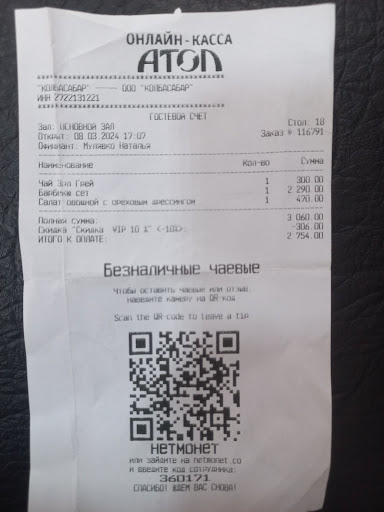 ОНЛАЙН-КАССА
АТОЛ
"КОЛБАСАБАР" ---- ООО "КОЛБАСАБАР"
ИНН 2722131221
ГОСТЕВОЙ СЧЕТ
Зал: ОСНОВНОЙ ЗАЛ Стол: 18
Открыт: 08.03.2024 17:07 Заказ # 116791
Официант: Мулявко Наталья
Наименование Кол-во Сумма
Чай Эрл Грей 1 300.00
Барбекю сет 1 2 290.00
Салат овощной с ореховым дрессингом 1 470.00
Полная сумма: 3 060.00
Скидка "Скидка VIP 10 %" <-10%>: -306.00
ИТОГО К ОПЛАТЕ: 2 754.00
Безналичные чаевые
Чтобы оставить чаевые или отзыв,
наведите камеру на QR-код
Scan the QR-code to leave a tip
НЕТМОНЕТ
или зайдите на netmonet.co
и введите код сотрудника:
360171
СПАСИБО! ЖДЕМ ВАС СНОВА!